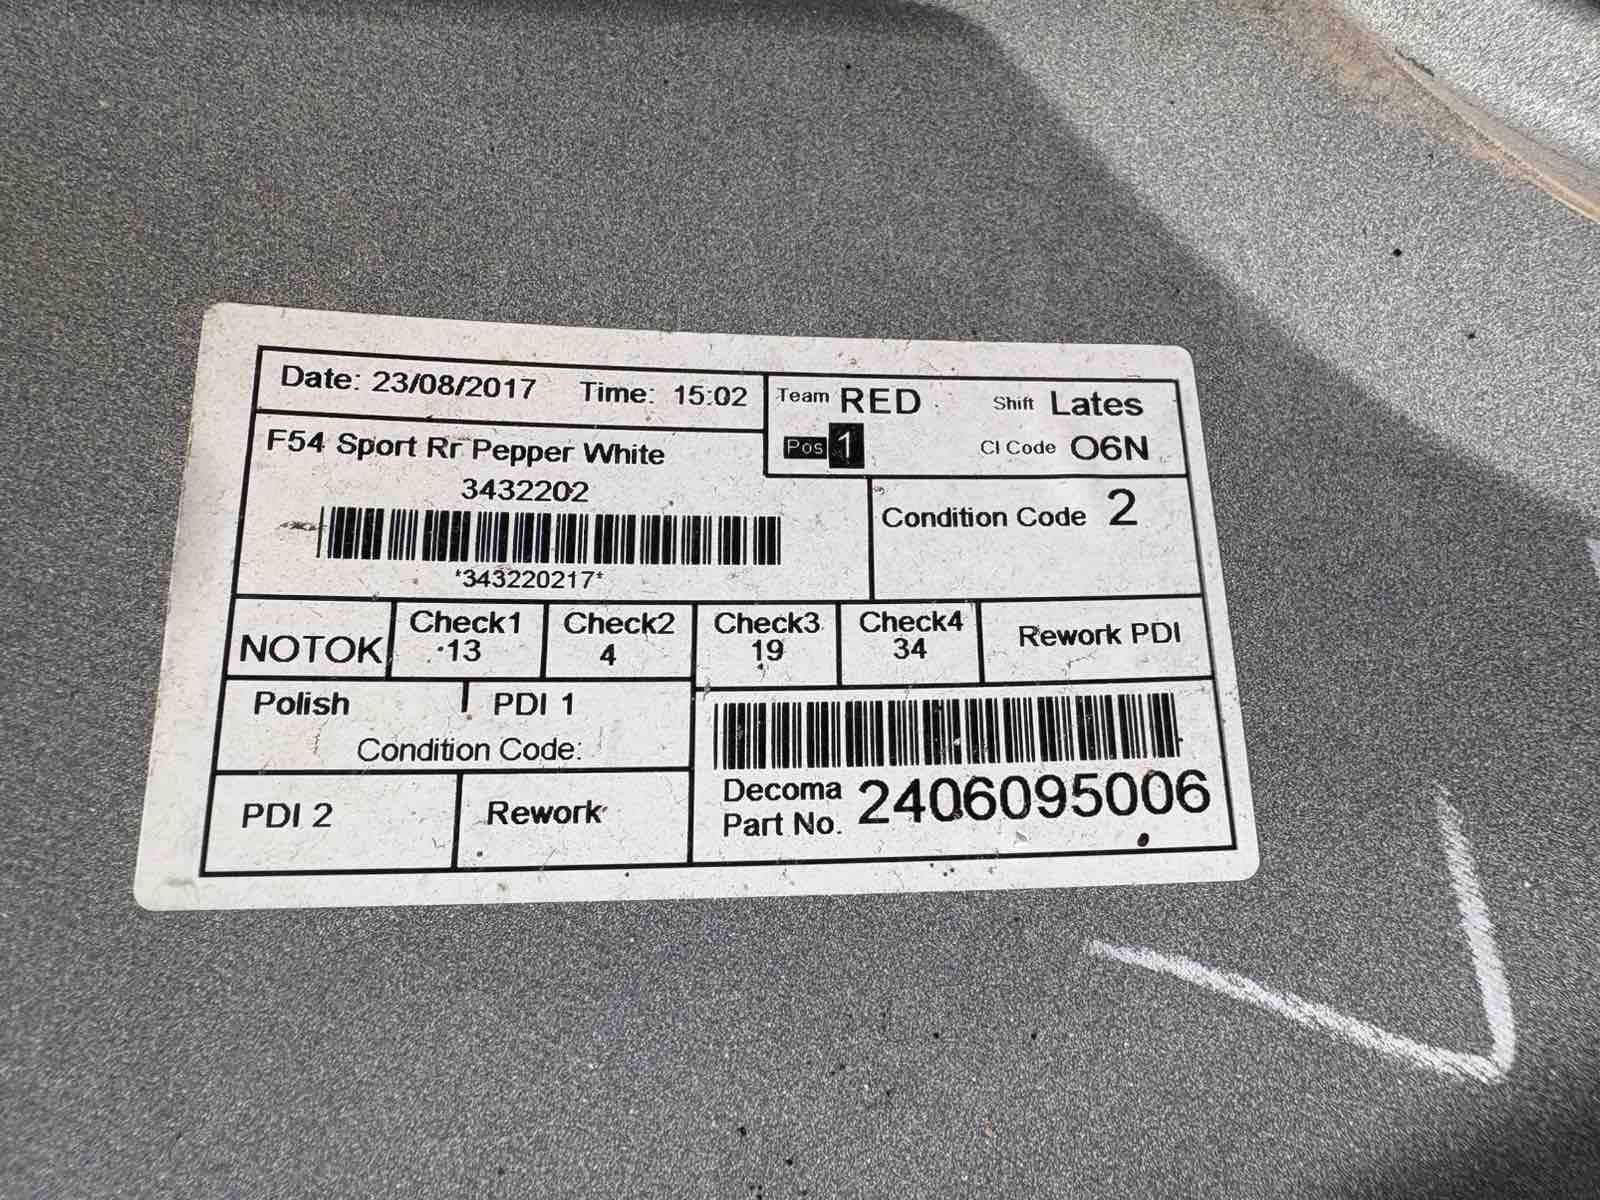 Date: 23/08/2017 Time: 15:02
Team RED Shift Lates
Pos 1 CI Code O6N
F54 Sport Rr Pepper White
3432202
*343220217*
Condition Code 2
NOTOK
Check1
13
Check2
4
Check3
19
Check4
34
Rework PDI
Polish PDI 1
Condition Code:
PDI 2 Rework
Decoma
Part No. 2406095006